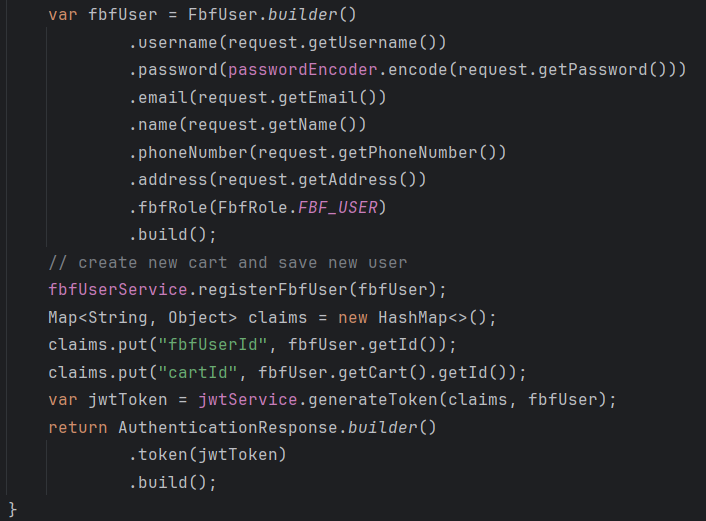 var fbfUser = FbfUser.builder()
.username(request.getUsername())
.password(passwordEncoder.encode(request.getPassword()))
.email(request.getEmail())
.name(request.getName())
.phoneNumber(request.getPhoneNumber())
.address(request.getAddress())
.fbfRole(FbfRole.FBF_USER)
.build();
// create new cart and save new user
fbfUserService.registerFbfUser(fbfUser);
Map<String, Object> claims = new HashMap<>();
claims.put("fbfUserId", fbfUser.getId());
claims.put("cartId", fbfUser.getCart().getId());
var jwtToken = jwtService.generateToken(claims, fbfUser);
return AuthenticationResponse.builder()
.token(jwtToken)
.build();
}